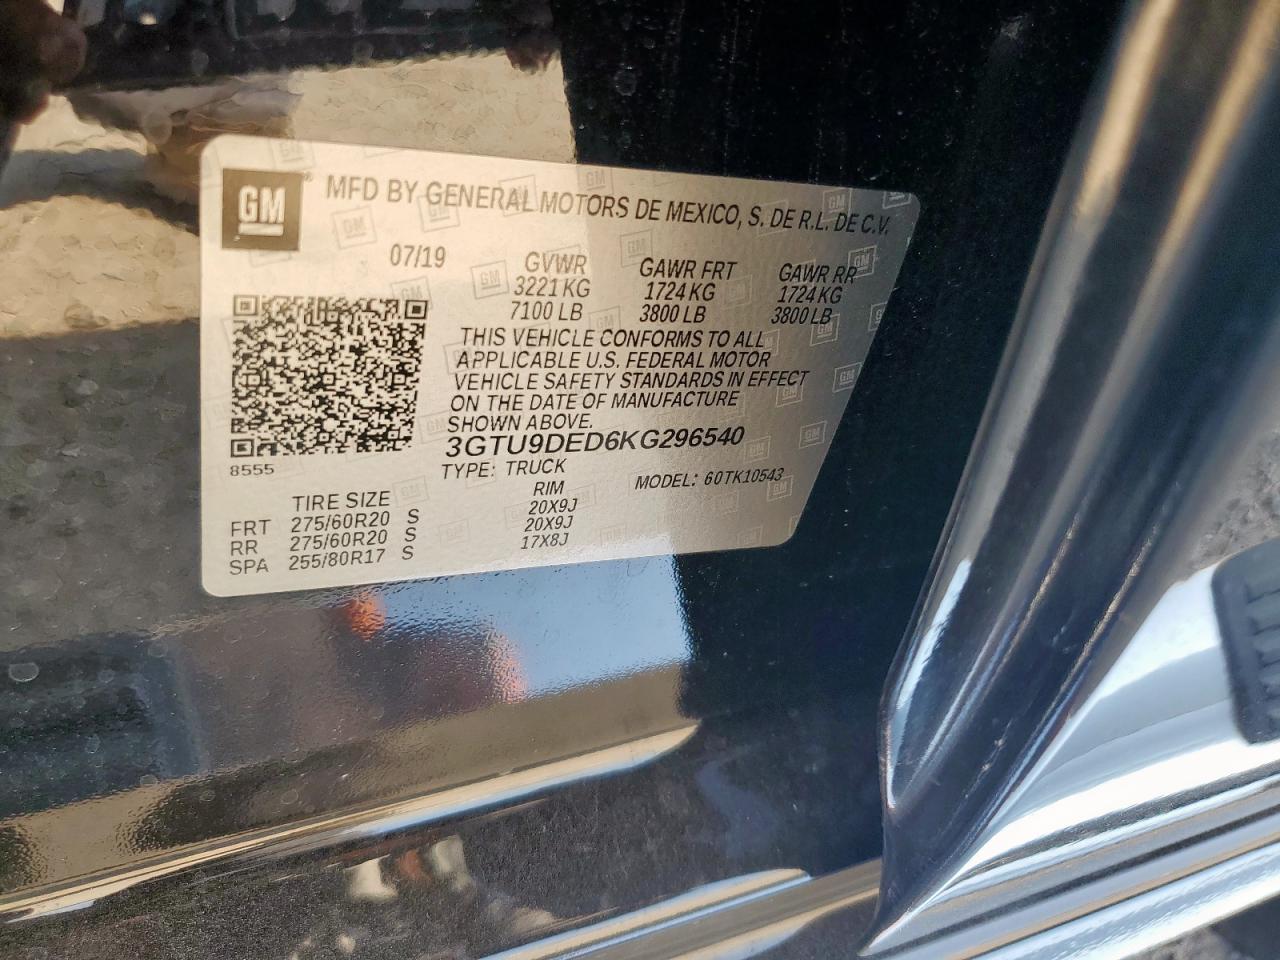 GM ® MFD BY GENERAL MOTORS DE MEXICO, S. DE R.L. DE C.V.
07/19 GVWR GAWR FRT GAWR RR
3221 KG 1724 KG 1724 KG
7100 LB 3800 LB 3800 LB
THIS VEHICLE CONFORMS TO ALL
APPLICABLE U.S. FEDERAL MOTOR
VEHICLE SAFETY STANDARDS IN EFFECT
ON THE DATE OF MANUFACTURE
SHOWN ABOVE.
3GTU9DED6KG296540
8555 TYPE: TRUCK MODEL: 60TK10543
TIRE SIZE RIM
FRT 275/60R20 S 20X9J
RR 275/60R20 S 20X9J
SPA 255/80R17 S 17X8J